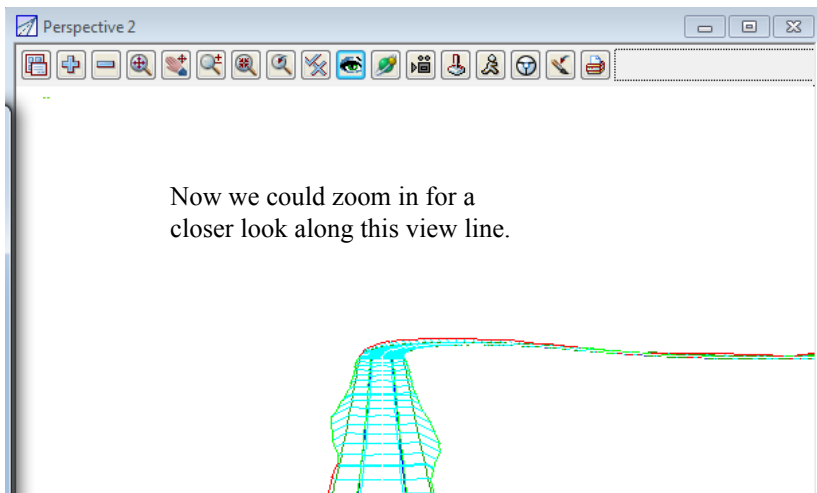 Perspective 2
Now we could zoom in for a
closer look along this view line.